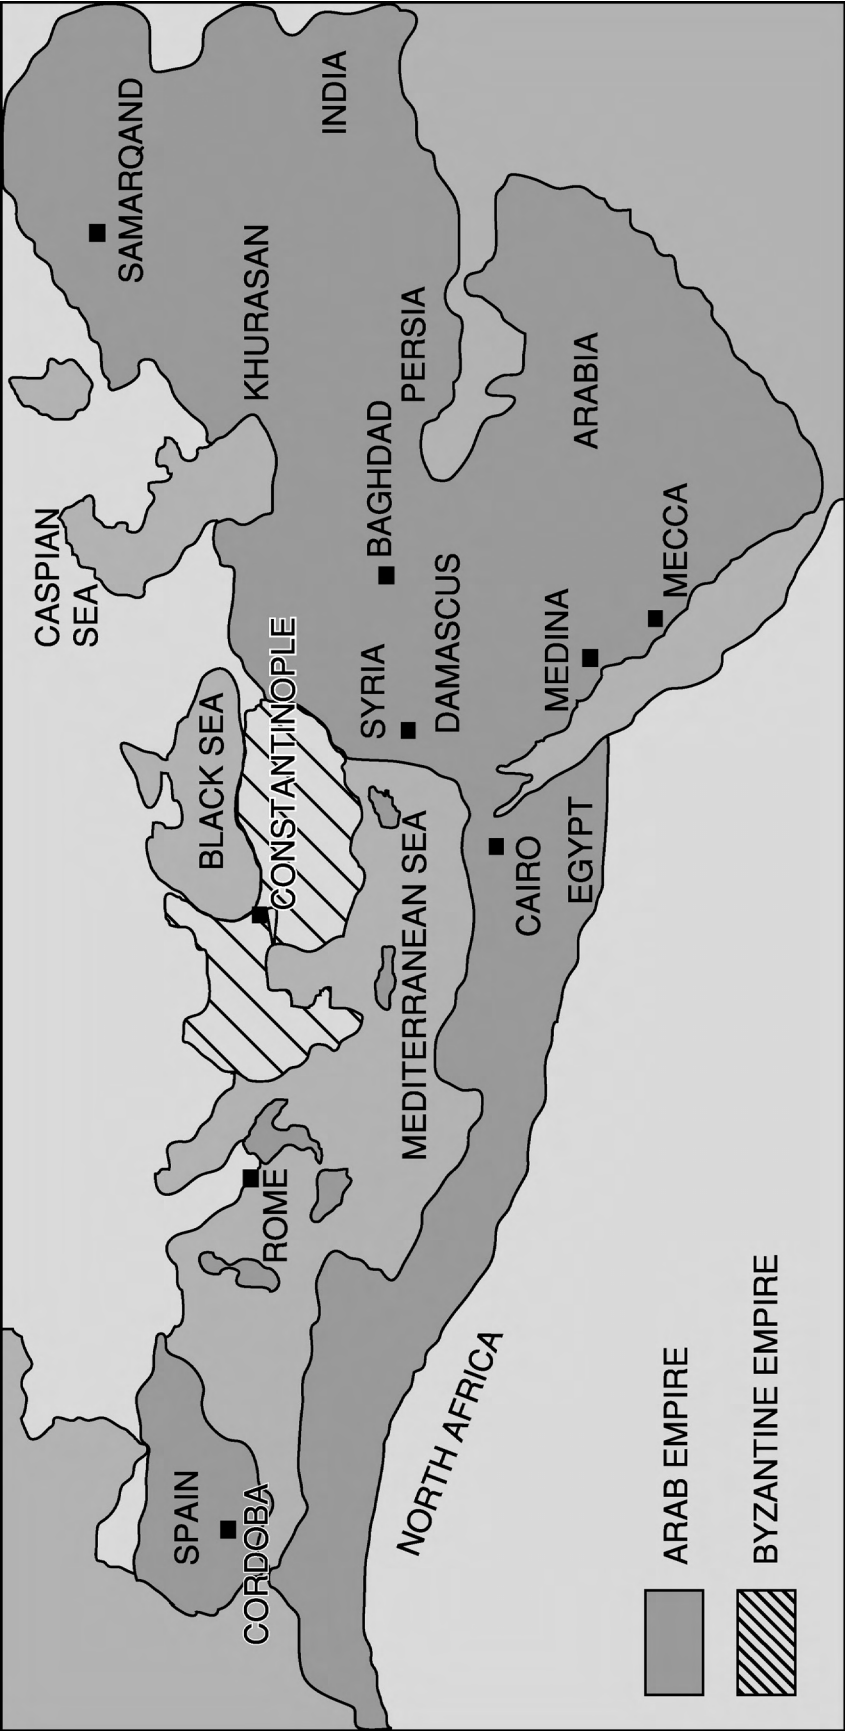 SPAIN
CORDOBA
ROME
CONSTANTINOPLE
BLACK SEA
CASPIAN
SEA
SAMARQAND
KHURASAN
INDIA
PERSIA
BAGHDAD
SYRIA
DAMASCUS
MEDITERRANEAN SEA
ARABIA
MEDINA
MECCA
CAIRO
EGYPT
NORTH AFRICA
ARAB EMPIRE
BYZANTINE EMPIRE